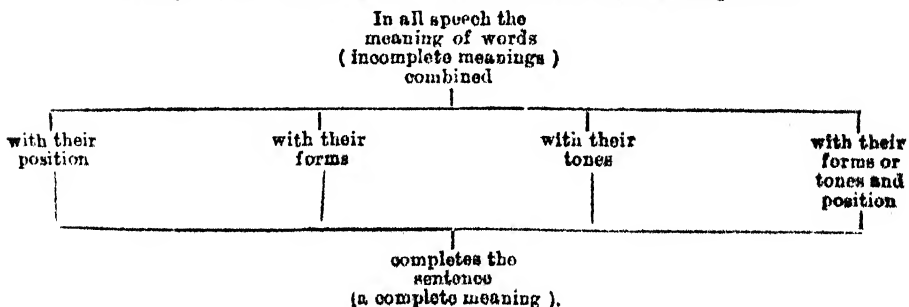 In all speech the
meaning of words
( incomplete meanings )
combined
with their
position
with their
forms
with their
tones
with their
forms or
tones and
position
completes the
sentence
(a complete meaning ).